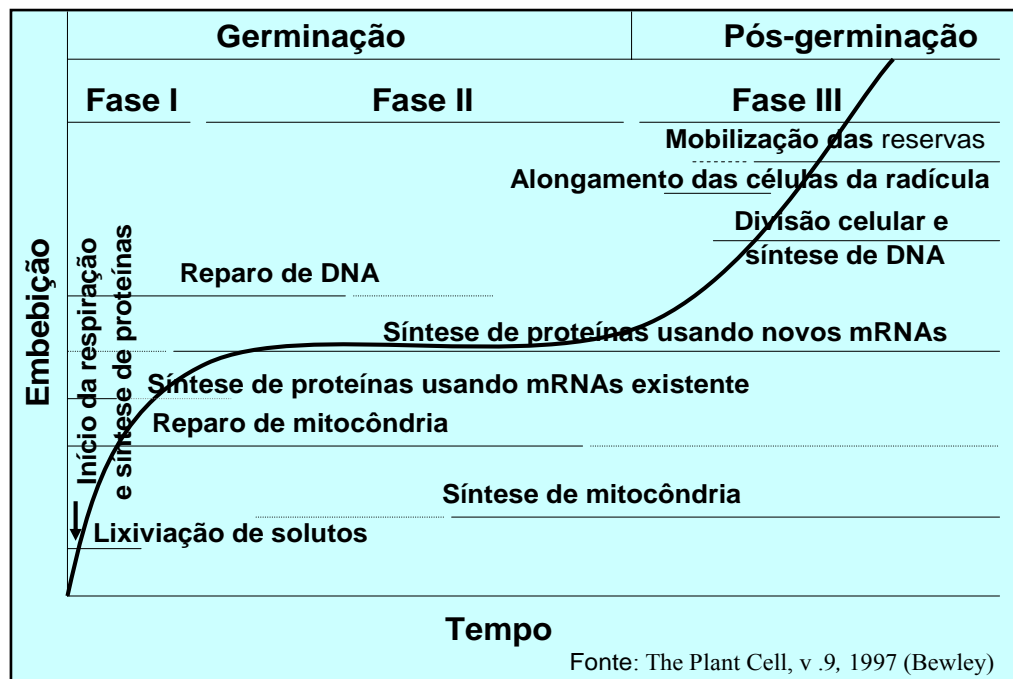 Germinação
Pós-germinação
Fase I
Fase II
Fase III
Mobilização das reservas
Alongamento das células da radícula
Divisão celular e
síntese de DNA
Embebição
Início da respiração
e síntese de proteínas
Reparo de DNA
Síntese de proteínas usando novos mRNAs
Síntese de proteínas usando mRNAs existente
Reparo de mitocôndria
Síntese de mitocôndria
Lixiviação de solutos
Tempo
Fonte: The Plant Cell, v .9, 1997 (Bewley)